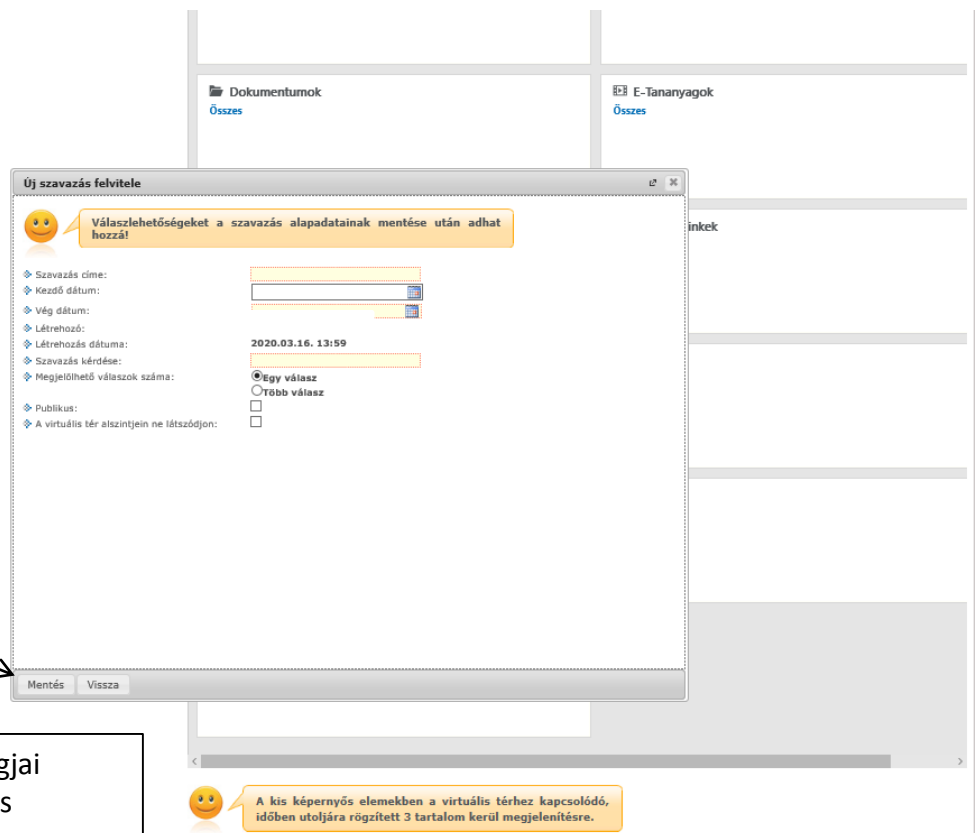 Dokumentumok
Összes
E-Tananyagok
Összes
Új szavazás felvitele
Válaszlehetőségeket a szavazás alapadatainak mentése után adhat
hozzá!
inkek
Szavazás címe:
Kezdő dátum:
Vég dátum:
Létrehozó:
Létrehozás dátuma: 2020.03.16. 13:59
Szavazás kérdése:
Megjelölhető válaszok száma: Egy válasz
Több válasz
Publikus:
A virtuális tér alszintjein ne látszódjon:
Mentés Vissza
gjai
s
A kis képernyős elemekben a virtuális térhez kapcsolódó,
időben utoljára rögzített 3 tartalom kerül megjelenítésre.